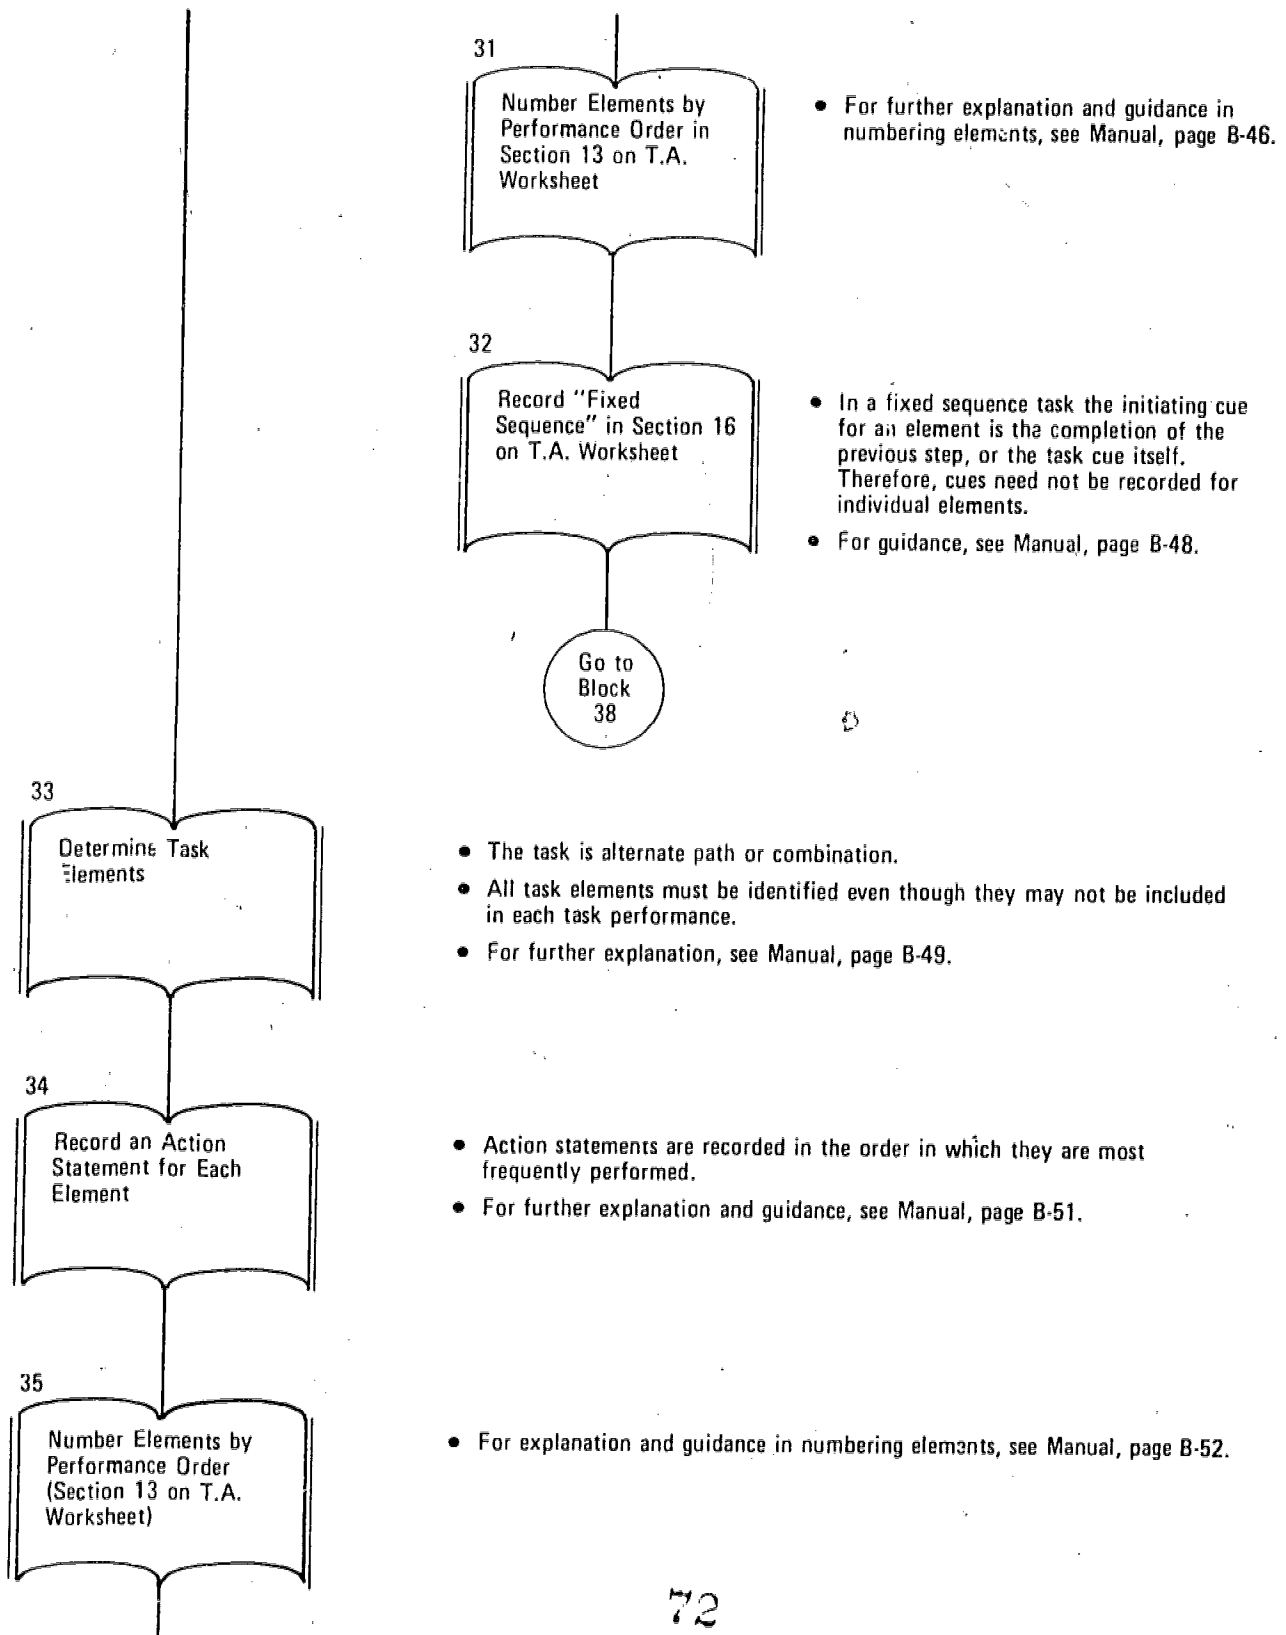 31
Number Elements by
Performance Order in
Section 13 on T.A.
Worksheet
• For further explanation and guidance in
numbering elements, see Manual, page B-46.
32
Record "Fixed
Sequence" in Section 16
on T.A. Worksheet
• In a fixed sequence task the initiating cue
for an element is the completion of the
previous step, or the task cue itself.
Therefore, cues need not be recorded for
individual elements.
• For guidance, see Manual, page B-48.
Go to
Block
38
33
Determine Task
Elements
• The task is alternate path or combination.
• All task elements must be identified even though they may not be included
in each task performance.
• For further explanation, see Manual, page B-49.
34
Record an Action
Statement for Each
Element
• Action statements are recorded in the order in which they are most
frequently performed.
• For further explanation and guidance, see Manual, page B-51.
35
Number Elements by
Performance Order
(Section 13 on T.A.
Worksheet)
• For explanation and guidance in numbering elements, see Manual, page B-52.
72